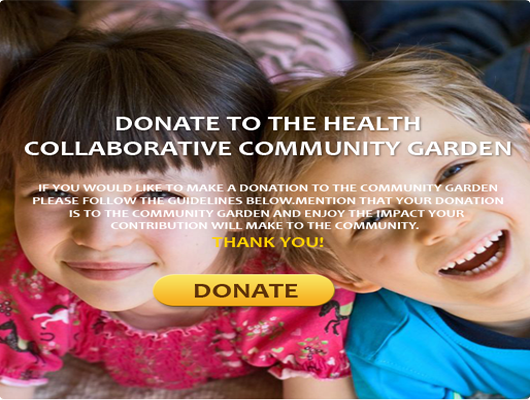 DONATE TO THE HEALTH
COLLABORATIVE COMMUNITY GARDEN
IF YOU WOULD LIKE TO MAKE A DONATION TO THE COMMUNITY GARDEN
PLEASE FOLLOW THE GUIDELINES BELOW.MENTION THAT YOUR DONATION
IS TO THE COMMUNITY GARDEN AND ENJOY THE IMPACT YOUR
CONTRIBUTION WILL MAKE TO THE COMMUNITY.
THANK YOU!
DONATE